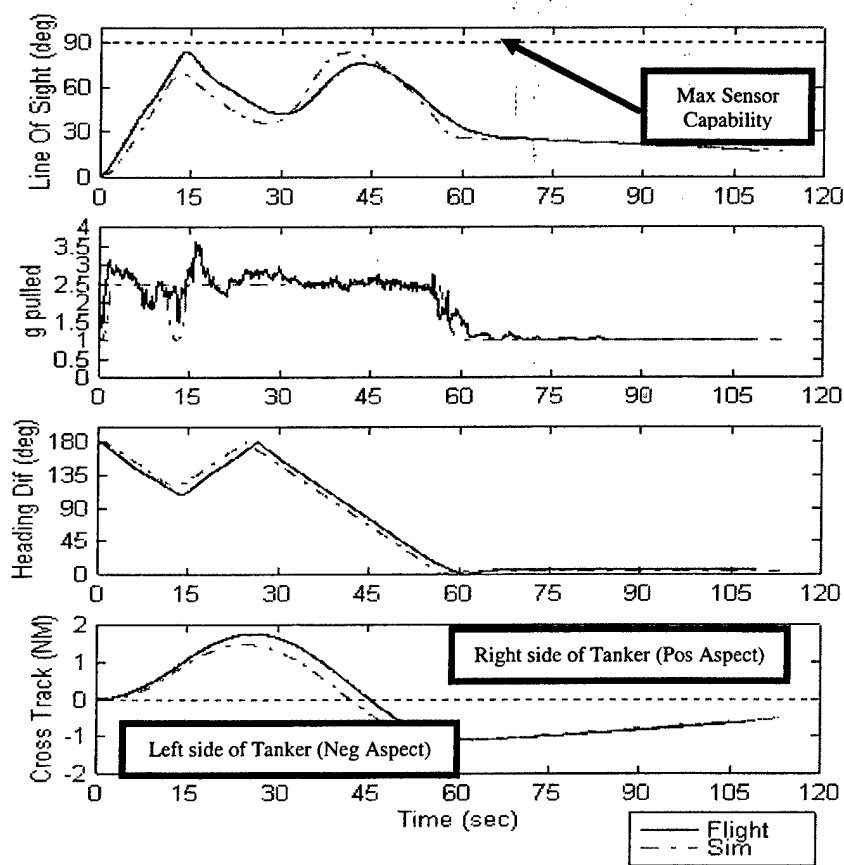 Line Of Sight (deg)
90
60
30
0
0 15 30 45 60 75 90 105 120
Max Sensor
Capability
g pulled
4
3.5
3
2.5
2
1.5
1
0.5
0
0 15 30 45 60 75 90 105 120
Heading Dif (deg)
180
135
90
45
0
0 15 30 45 60 75 90 105 120
Cross Track (NM)
2
1
0
-1
-2
Right side of Tanker (Pos Aspect)
Left side of Tanker (Neg Aspect)
0 15 30 45 60 75 90 105 120
Time (sec)
Flight
Sim